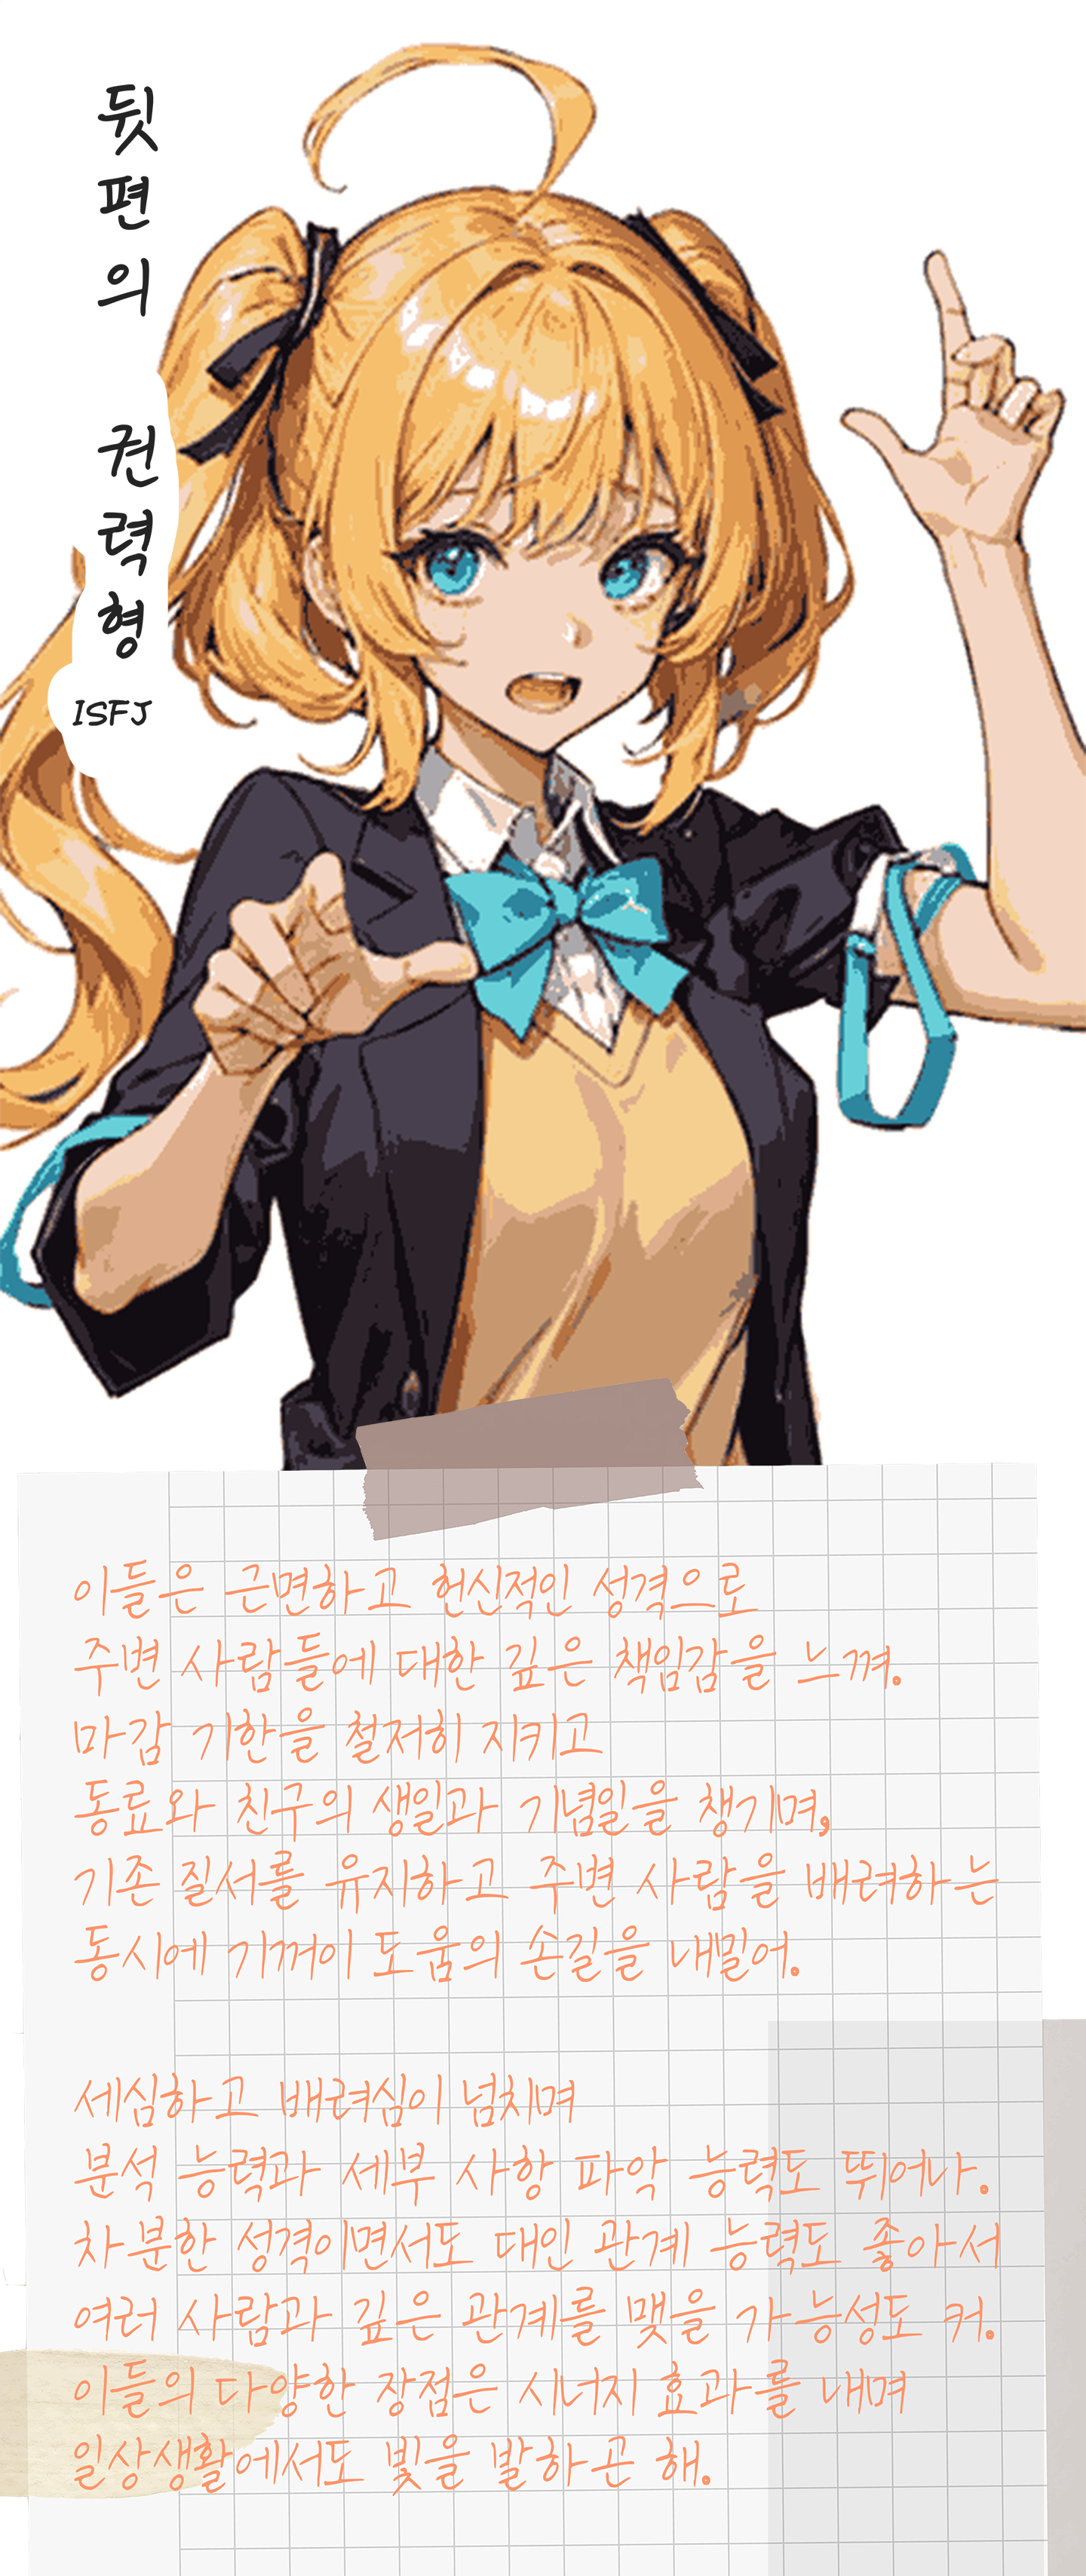 뒷편의 권력형
ISFJ
이들은 근면하고 헌신적인 성격으로
주변 사람들에 대한 깊은 책임감을 느껴.
마감 기한을 철저히 지키고
동료와 친구의 생일과 기념일을 챙기며,
기존 질서를 유지하고 주변 사람을 배려하는
동시에 기꺼이 도움의 손길을 내밀어.
세심하고 배려심이 넘치며
분석 능력과 세부 사항 파악 능력도 뛰어나.
차분한 성격이면서도 대인 관계 능력도 좋아서
여러 사람과 깊은 관계를 맺을 가능성도 커.
이들의 다양한 장점은 시너지 효과를 내며
일상생활에서도 빛을 발하곤 해.